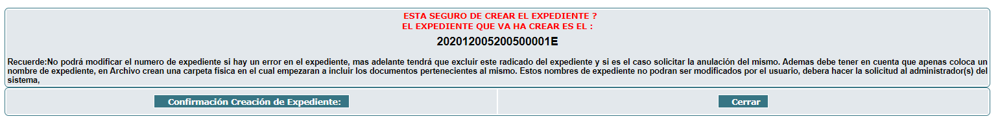 ESTA SEGURO DE CREAR EL EXPEDIENTE ?
EL EXPEDIENTE QUE VA HA CREAR ES EL :
202012005200500001E
Recuerde:No podrá modificar el numero de expediente si hay un error en el expediente, mas adelante tendrá que excluir este radicado del expediente y si es el caso solicitar la anulación del mismo. Ademas debe tener en cuenta que apenas coloca un
nombre de expediente, en Archivo crean una carpeta física en el cual empezaran a incluir los documentos pertenecientes al mismo. Estos nombres de expediente no podran ser modificados por el usuario, debera hacer la solicitud al administrador(s) del
sistema,
Confirmación Creación de Expediente:
Cerrar